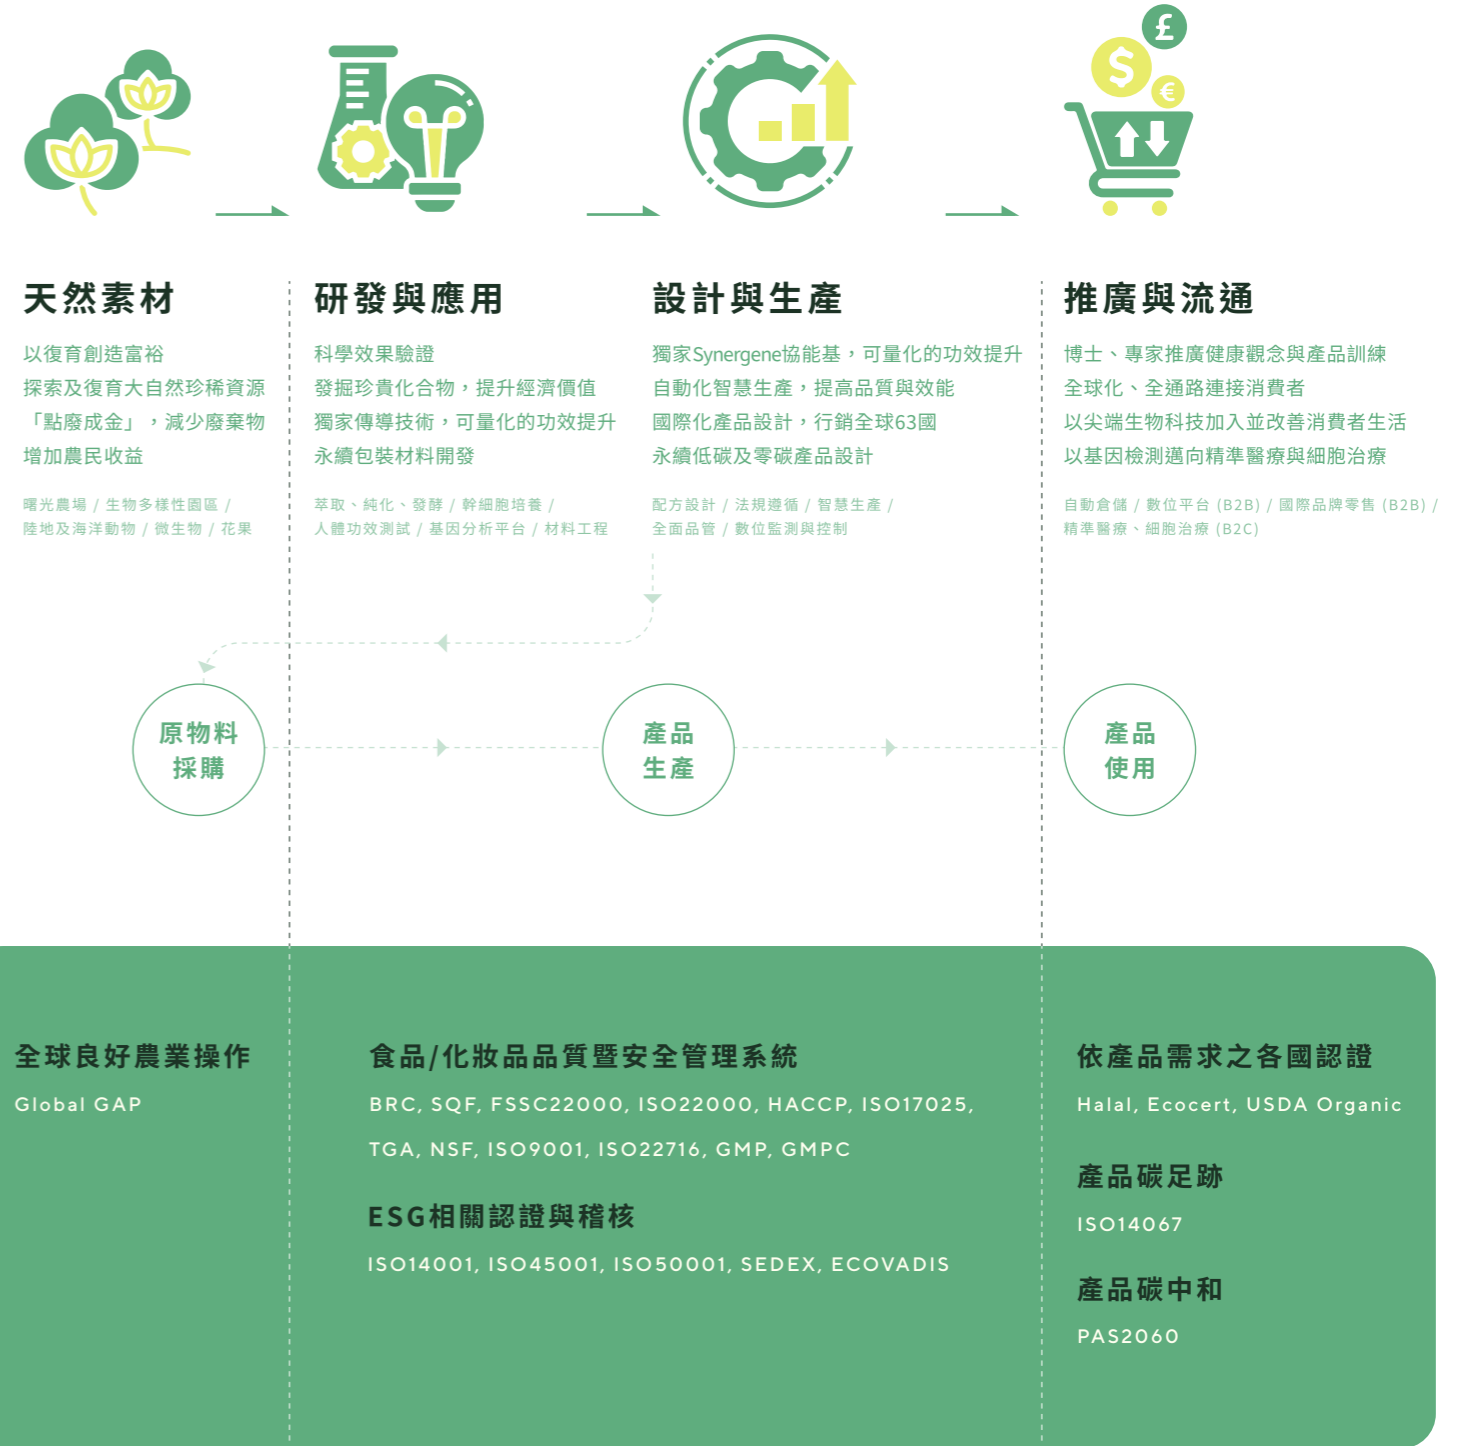 £
$
€
天然素材
以復育創造富裕
探索及復育大自然珍稀資源
「點廢成金」，減少廢棄物
增加農民收益
曙光農場 / 生物多樣性園區 /
陸地及海洋動物 / 微生物 / 花果
研發與應用
科學效果驗證
發掘珍貴化合物，提升經濟價值
獨家傳導技術，可量化的功效提升
永續包裝材料開發
萃取、純化、發酵 / 幹細胞培養 /
人體功效測試 / 基因分析平台 / 材料工程
設計與生產
獨家Synergene協能基，可量化的功效提升
自動化智慧生產，提高品質與效能
國際化產品設計，行銷全球63國
永續低碳及零碳產品設計
配方設計 / 法規遵循 / 智慧生產 /
全面品管 / 數位監測與控制
推廣與流通
博士、專家推廣健康觀念與產品訓練
全球化、全通路連接消費者
以尖端生物科技加入並改善消費者生活
以基因檢測邁向精準醫療與細胞治療
自動倉儲 / 數位平台 (B2B) / 國際品牌零售 (B2B) /
精準醫療、細胞治療 (B2C)
原物料
採購
產品
生產
產品
使用
全球良好農業操作
Global GAP
食品/化妝品品質暨安全管理系統
BRC, SQF, FSSC22000, ISO22000, HACCP, ISO17025,
TGA, NSF, ISO9001, ISO22716, GMP, GMPC
ESG相關認證與稽核
ISO14001, ISO45001, ISO50001, SEDEX, ECOVADIS
依產品需求之各國認證
Halal, Ecocert, USDA Organic
產品碳足跡
ISO14067
產品碳中和
PAS2060